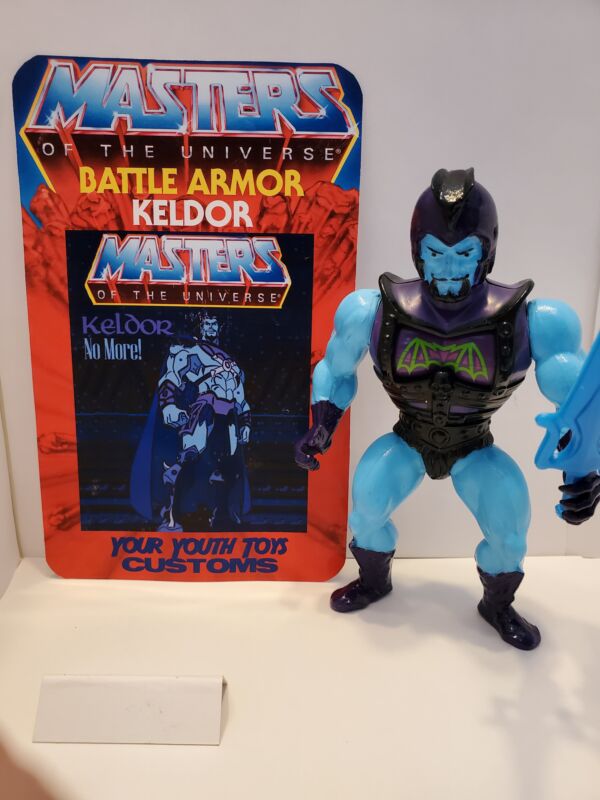 MASTERS
OF THE UNIVERSE®
BATTLE ARMOR
KELDOR
MASTERS
OF THE UNIVERSE
Keldor
No More!
YOUR YOUTH TOYS
CUSTOMS